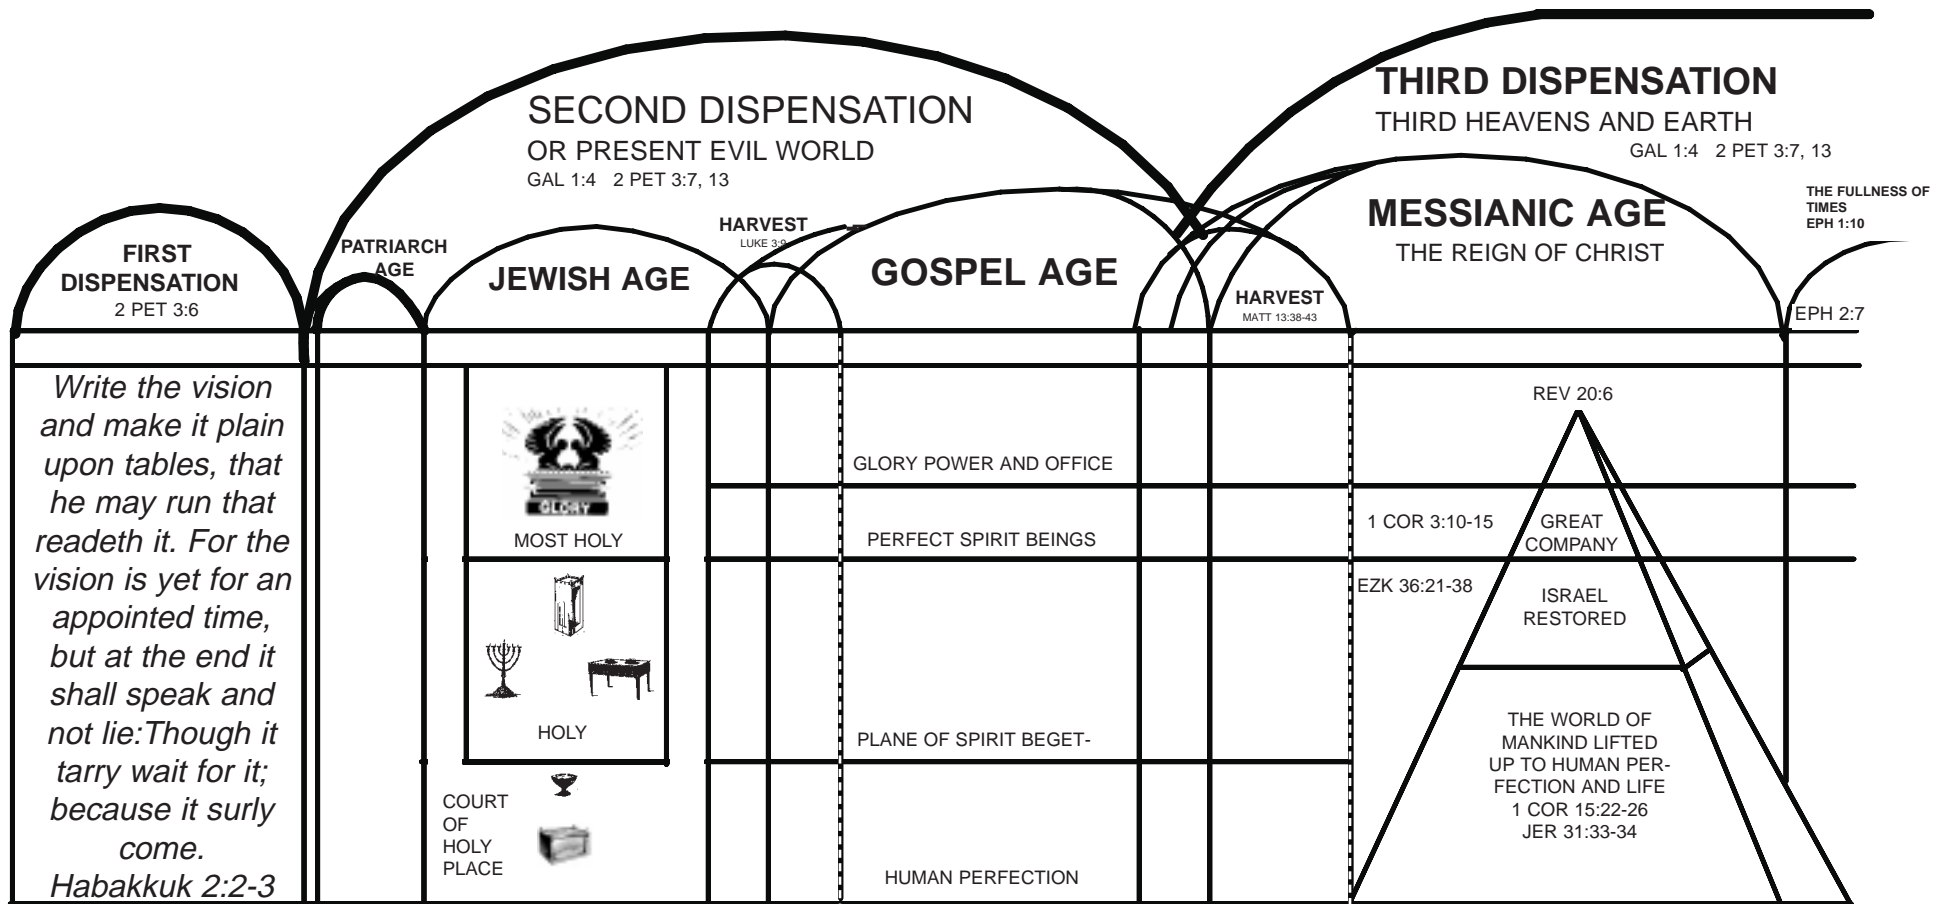 FIRST
DISPENSATION
2 PET 3:6
SECOND DISPENSATION
OR PRESENT EVIL WORLD
GAL 1:4 2 PET 3:7, 13
THIRD DISPENSATION
THIRD HEAVENS AND EARTH
GAL 1:4 2 PET 3:7, 13
PATRIARCH
AGE
JEWISH AGE
HARVEST
LUKE 3:9
GOSPEL AGE
HARVEST
MATT 13:38-43
MESSIANIC AGE
THE REIGN OF CHRIST
THE FULLNESS OF
TIMES
EPH 1:10
EPH 2:7
Write the vision
and make it plain
upon tables, that
he may run that
readeth it. For the
vision is yet for an
appointed time,
but at the end it
shall speak and
not lie:Though it
tarry wait for it;
because it surly
come.
Habakkuk 2:2-3
GLORY
MOST HOLY
HOLY
COURT
OF
HOLY
PLACE
GLORY POWER AND OFFICE
PERFECT SPIRIT BEINGS
PLANE OF SPIRIT BEGET-
HUMAN PERFECTION
REV 20:6
1 COR 3:10-15
GREAT
COMPANY
EZK 36:21-38
ISRAEL
RESTORED
THE WORLD OF
MANKIND LIFTED
UP TO HUMAN PER-
FECTION AND LIFE
1 COR 15:22-26
JER 31:33-34